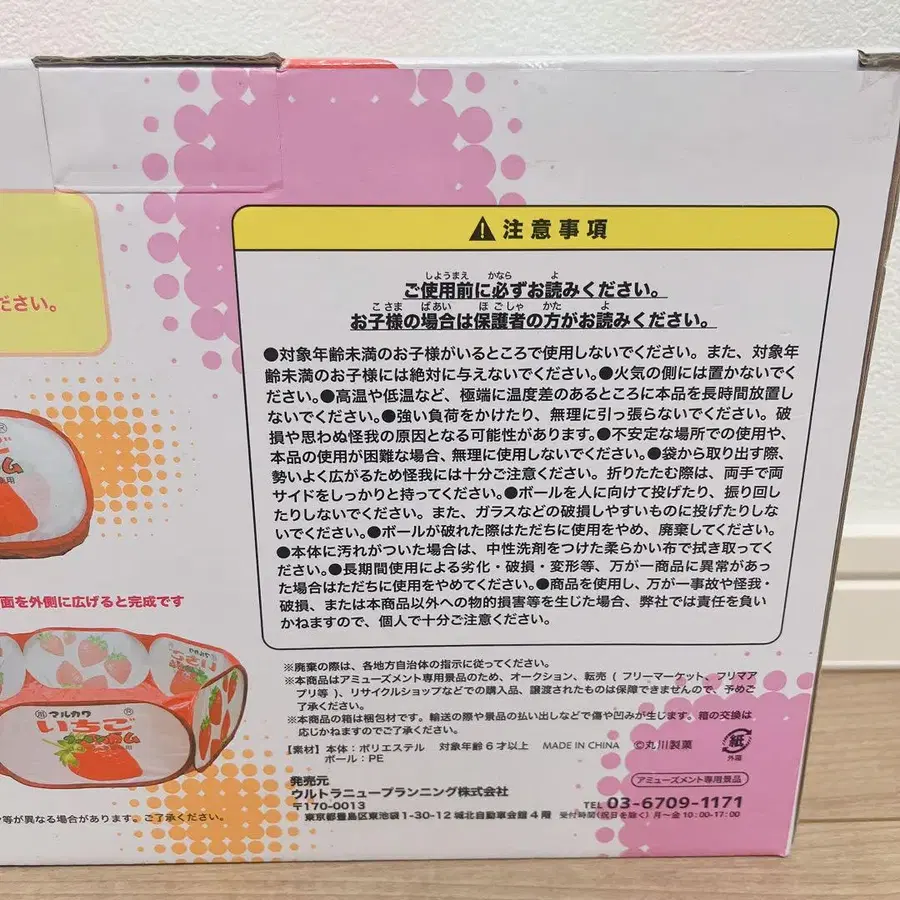 ださい。
面を外側に広げると完成です
マルカワ
いちご
等が異なる場合があります。ご了承ください。
⚠注意事項
ご使用前に必ずお読みください。
お子様の場合は保護者の方がお読みください。
●対象年齢未満のお子様がいるところで使用しないでください。また、対象年
齢未満のお子様には絶対に与えないでください。●火気の側には置かないでく
ださい。●高温や低温など、極端に温度差のあるところに本品を長時間放置し
ないでください。●強い負荷をかけたり、無理に引っ張らないでください。破
損や思わぬ怪我の原因となる可能性があります。●不安定な場所での使用や、
本品の使用が困難な場合、無理に使用しないでください。●袋から取り出す際、
勢いよく広がるため怪我には十分ご注意ください。折りたたむ際は、両手で両
サイドをしっかりと持ってください。●ボールを人に向けて投げたり、振り回し
たりしないでください。また、ガラスなどの破損しやすいものに投げたりしな
いでください。●ボールが破れた際はただちに使用をやめ、廃棄してください。
●本体に汚れがついた場合は、中性洗剤をつけた柔らかい布で拭き取ってく
ださい。●長期間使用による劣化・破損・変形等、万が一商品に異常があっ
た場合はただちに使用をやめてください。●商品を使用し、万が一事故や怪我・
破損、または本商品以外への物的損害等を生じた場合、弊社では責任を負い
かねますので、個人で十分ご注意ください。
※廃棄の際は、各地方自治体の指示に従ってください。
※本商品はアミューズメント専用景品のため、オークション、転売(フリーマーケット、フリマア
プリ等)、リサイクルショップなどでの購入品、譲渡されたものは保障できませんので、予めご
了承ください。
※本商品の箱は梱包材です。輸送の際や景品の払い出しなどで傷や凹みが生じます。箱の交換は
応じかねますのでご了承ください。
【素材】本体:ポリエステル 対象年齢6才以上 MADE IN CHINA ©丸川製菓
ボール:PE
紙
外箱
アミューズメント専用景品
発売元
ウルトラニュープランニング株式会社
〒170-0013
東京都豊島区東池袋1-30-12 城北自動車会館4階
TEL 03-6709-1171
受付時間(祝日を除く)月〜金 10:00-17:00